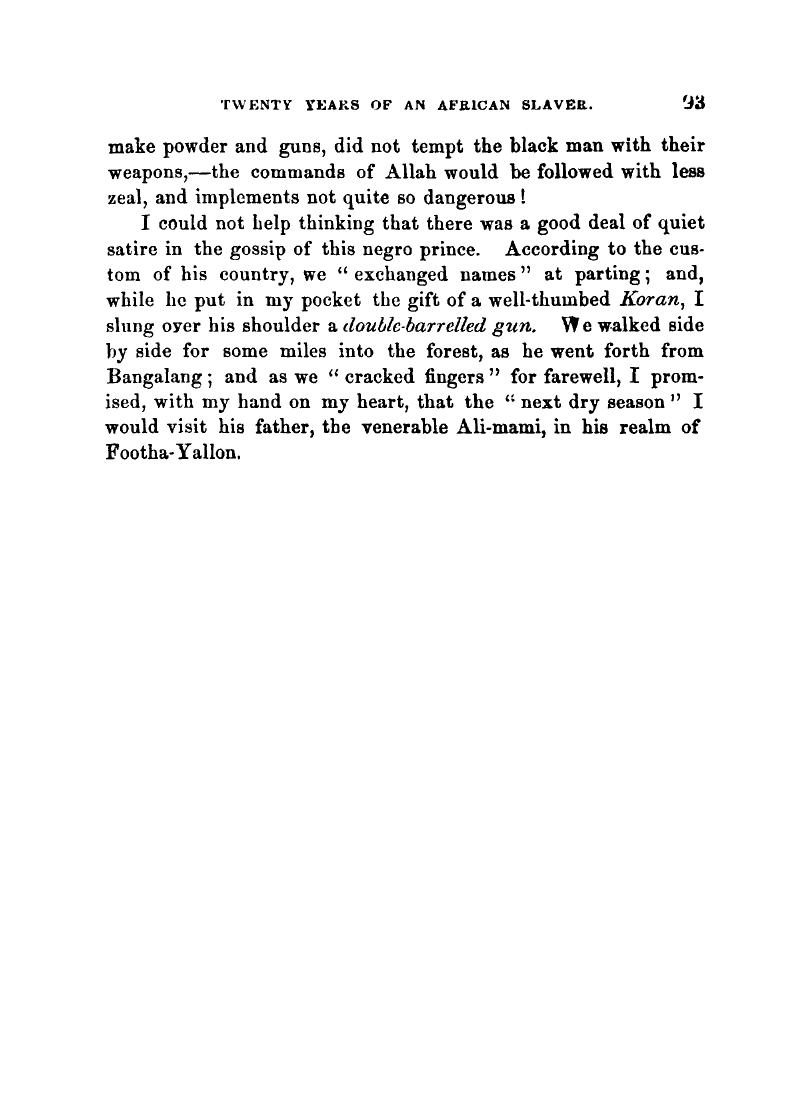 TWENTY YEARS OF AN AFRICAN SLAVER. 93
make powder and guns, did not tempt the black man with their
weapons,—the commands of Allah would be followed with less
zeal, and implements not quite so dangerous!
I could not help thinking that there was a good deal of quiet
satire in the gossip of this negro prince. According to the cus-
tom of his country, we “exchanged names” at parting; and,
while he put in my pocket the gift of a well-thumbed Koran, I
slung over his shoulder a double-barrelled gun. We walked side
by side for some miles into the forest, as he went forth from
Bangalang; and as we “cracked fingers” for farewell, I prom-
ised, with my hand on my heart, that the “next dry season” I
would visit his father, the venerable Ali-mami, in his realm of
Footha-Yallon.